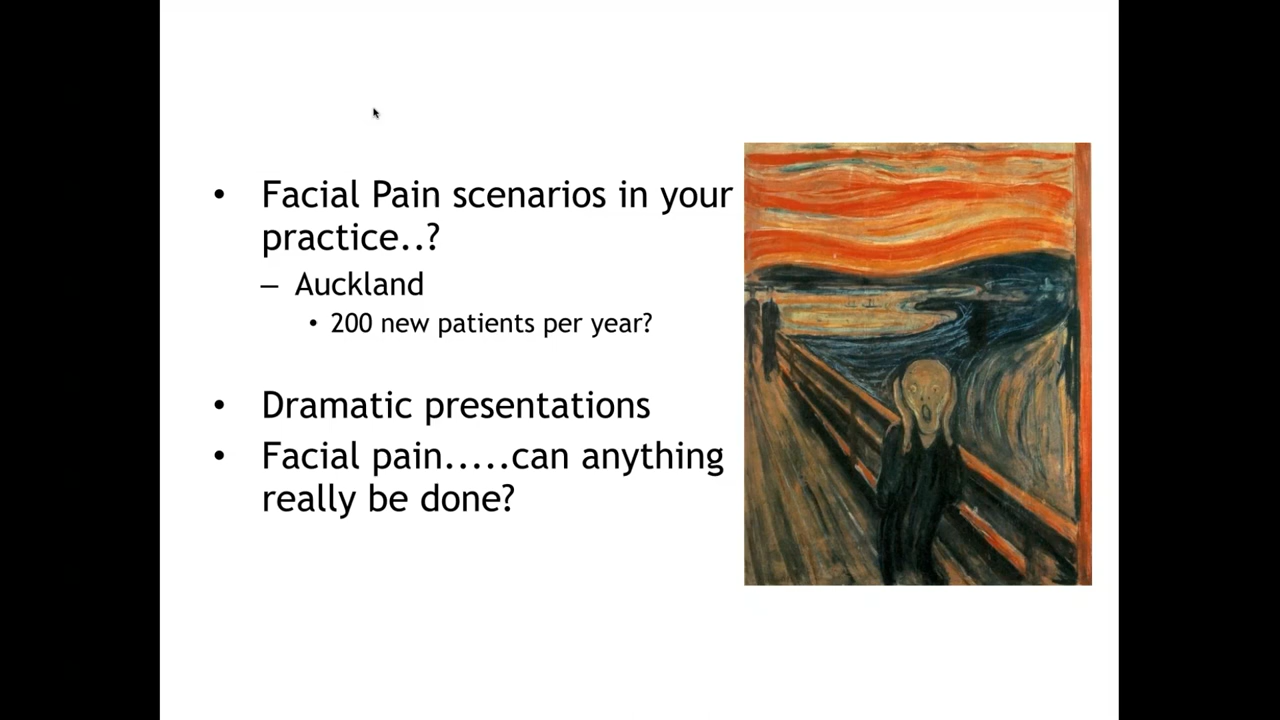 • Facial Pain scenarios in your
practice..?
– Auckland
• 200 new patients per year?
• Dramatic presentations
• Facial pain.....can anything
really be done?